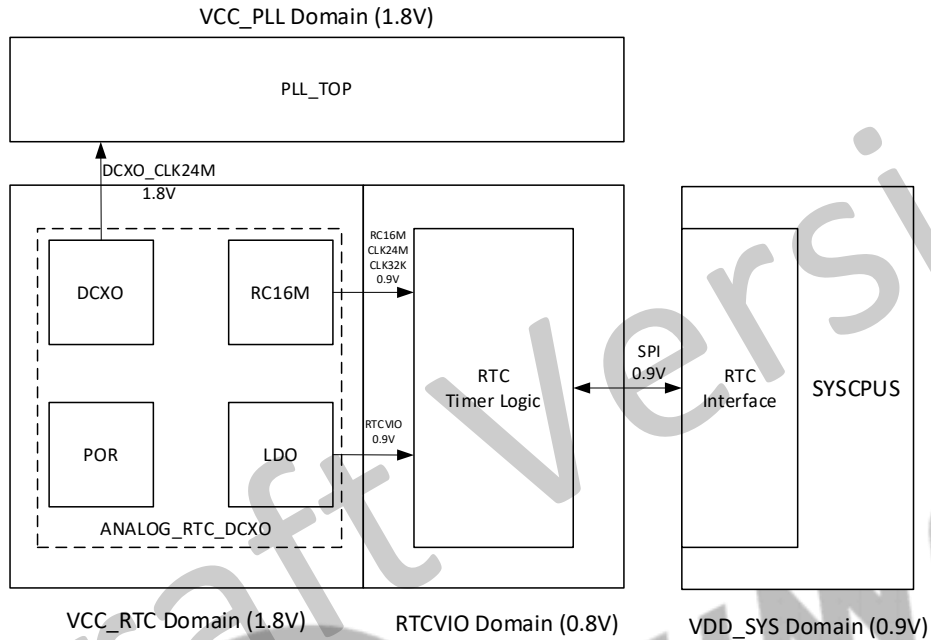 VCC_PLL Domain (1.8V)
PLL_TOP
DCXO_CLK24M
1.8V
DCXO
RC16M
RC16M
CLK24M
CLK32K
0.9V
POR
LDO
RTCVIO
0.9V
ANALOG_RTC_DCXO
RTC
Timer Logic
SPI
0.9V
RTC
Interface
SYSCPUS
VCC_RTC Domain (1.8V)
RTCVIO Domain (0.8V)
VDD_SYS Domain (0.9V)
raft Versi